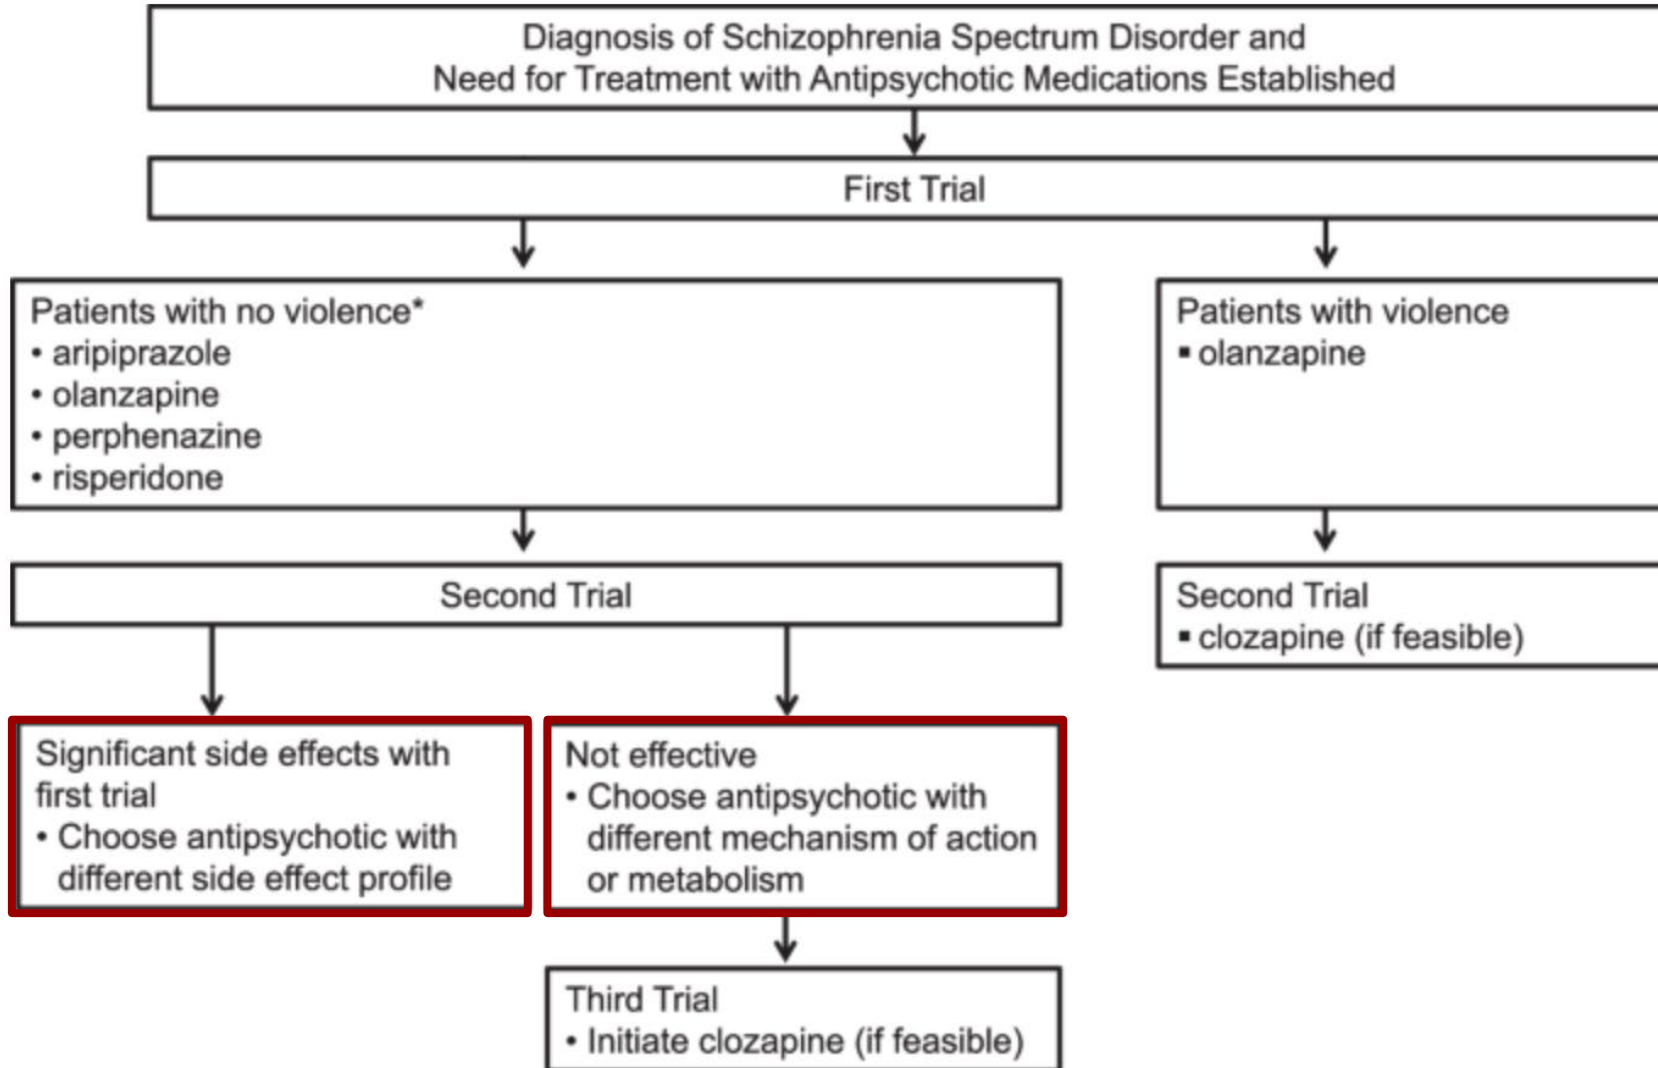 Diagnosis of Schizophrenia Spectrum Disorder and
Need for Treatment with Antipsychotic Medications Established
First Trial
Patients with no violence*
• aripiprazole
• olanzapine
• perphenazine
• risperidone
Patients with violence
▪ olanzapine
Second Trial
Second Trial
▪ clozapine (if feasible)
Significant side effects with
first trial
• Choose antipsychotic with
different side effect profile
Not effective
• Choose antipsychotic with
different mechanism of action
or metabolism
Third Trial
• Initiate clozapine (if feasible)